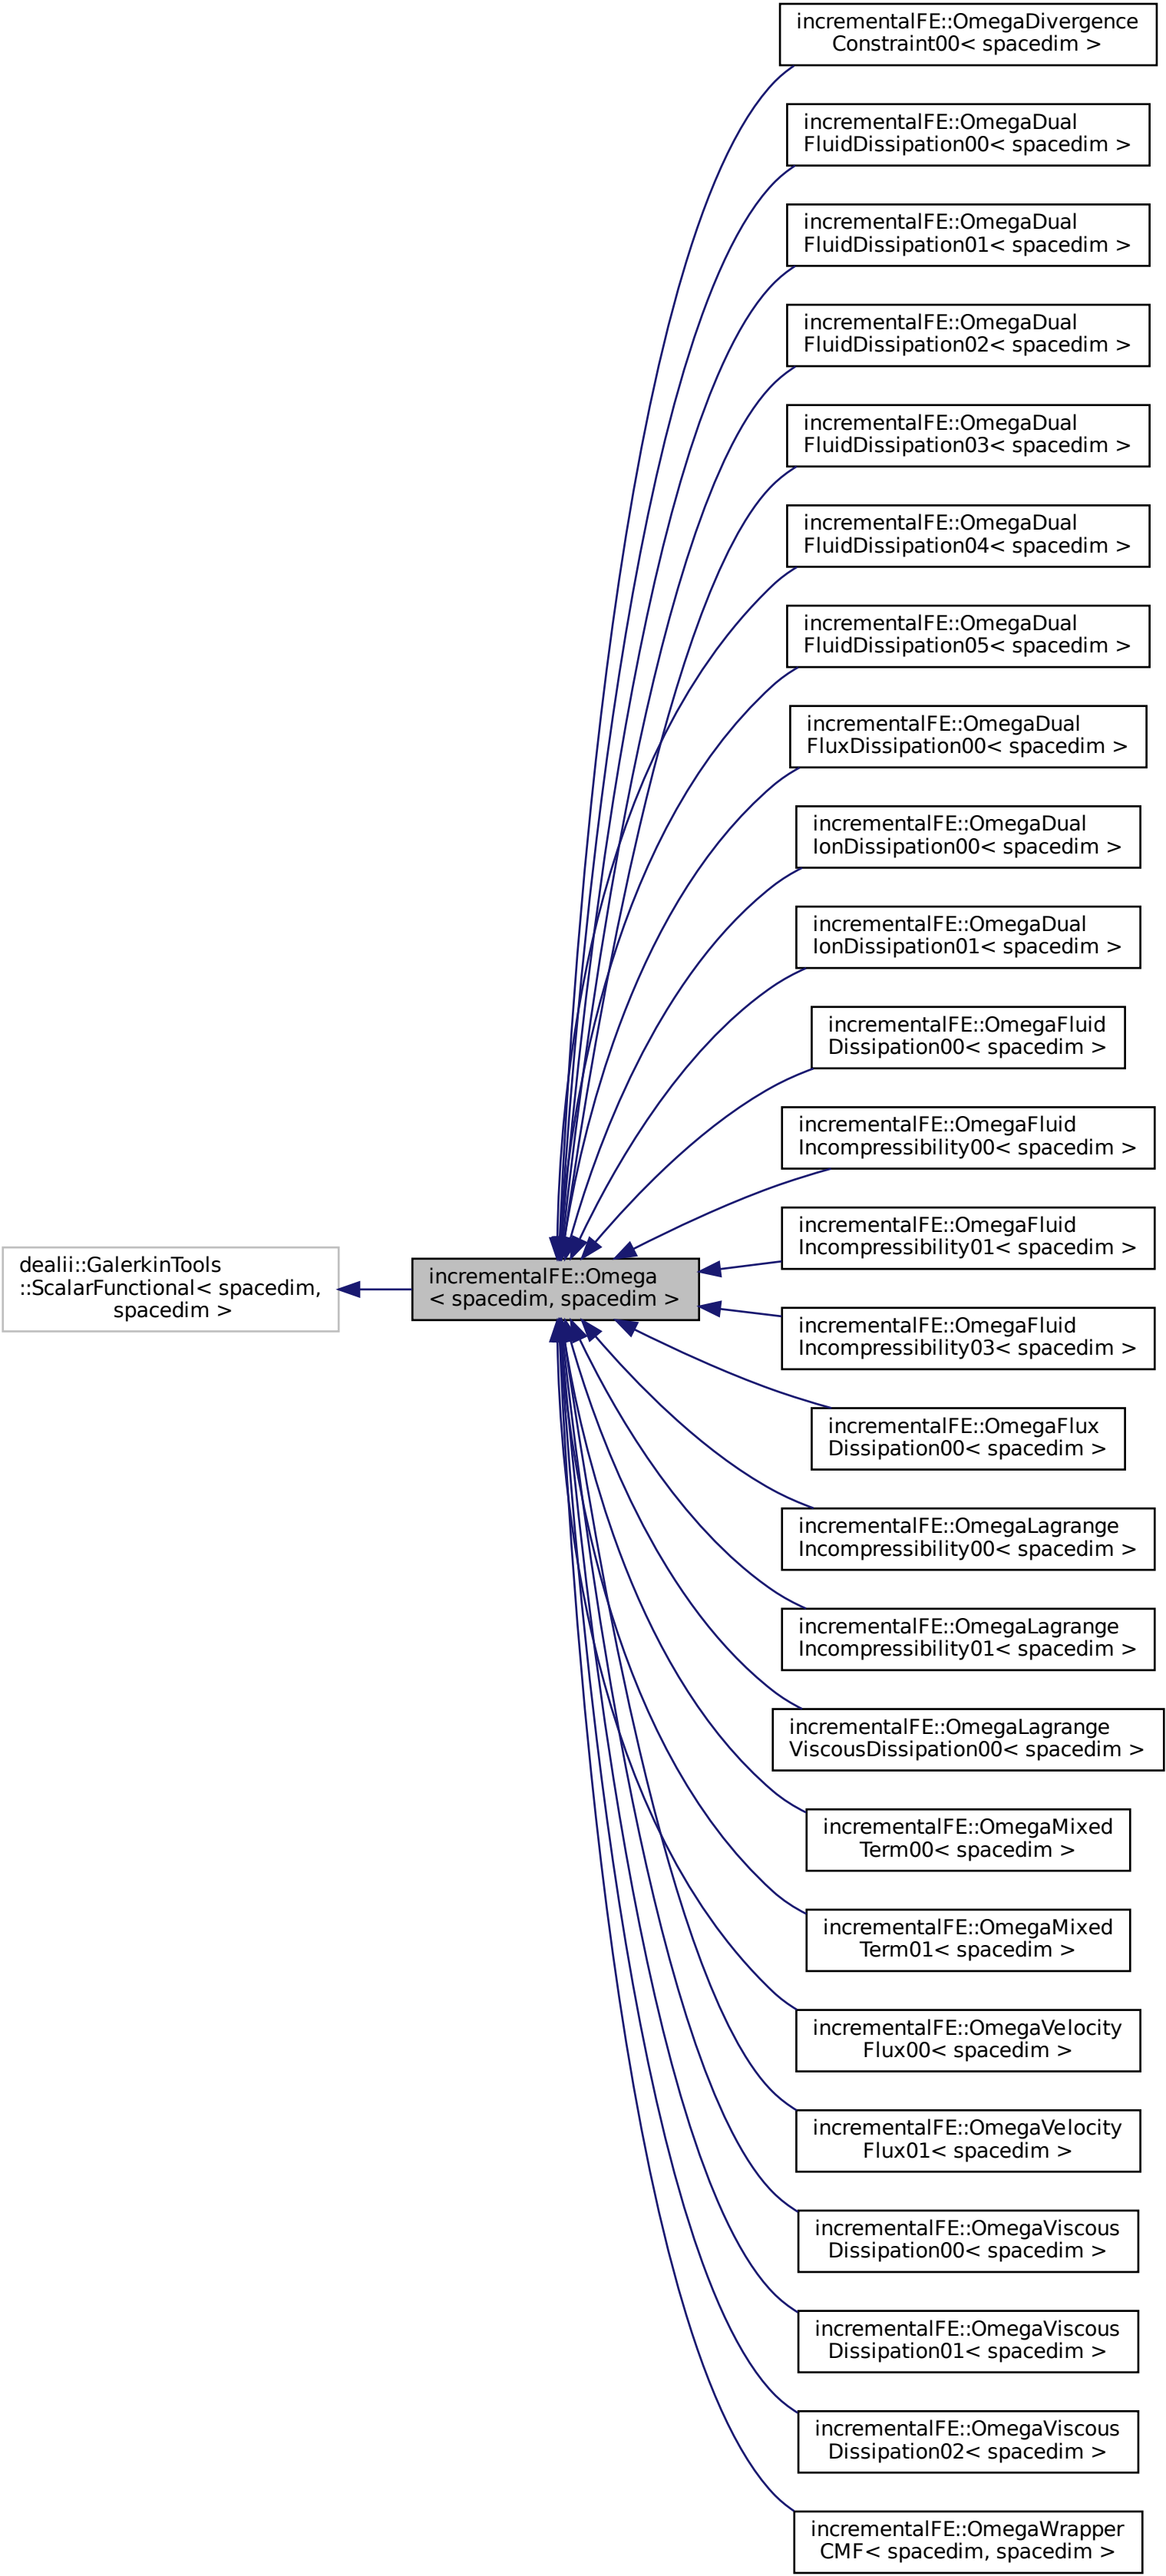 incrementalFE::OmegaDivergence
Constraint00< spacedim >
incrementalFE::OmegaDual
FluidDissipation00< spacedim >
incrementalFE::OmegaDual
FluidDissipation01< spacedim >
incrementalFE::OmegaDual
FluidDissipation02< spacedim >
incrementalFE::OmegaDual
FluidDissipation03< spacedim >
incrementalFE::OmegaDual
FluidDissipation04< spacedim >
incrementalFE::OmegaDual
FluidDissipation05< spacedim >
incrementalFE::OmegaDual
FluxDissipation00< spacedim >
incrementalFE::OmegaDual
IonDissipation00< spacedim >
incrementalFE::OmegaDual
IonDissipation01< spacedim >
incrementalFE::OmegaFluid
Dissipation00< spacedim >
incrementalFE::OmegaFluid
Incompressibility00< spacedim >
incrementalFE::OmegaFluid
Incompressibility01< spacedim >
dealii::GalerkinTools
::ScalarFunctional< spacedim,
spacedim >
incrementalFE::Omega
< spacedim, spacedim >
incrementalFE::OmegaFluid
Incompressibility03< spacedim >
incrementalFE::OmegaFlux
Dissipation00< spacedim >
incrementalFE::OmegaLagrange
Incompressibility00< spacedim >
incrementalFE::OmegaLagrange
Incompressibility01< spacedim >
incrementalFE::OmegaLagrange
ViscousDissipation00< spacedim >
incrementalFE::OmegaMixed
Term00< spacedim >
incrementalFE::OmegaMixed
Term01< spacedim >
incrementalFE::OmegaVelocity
Flux00< spacedim >
incrementalFE::OmegaVelocity
Flux01< spacedim >
incrementalFE::OmegaViscous
Dissipation00< spacedim >
incrementalFE::OmegaViscous
Dissipation01< spacedim >
incrementalFE::OmegaViscous
Dissipation02< spacedim >
incrementalFE::OmegaWrapper
CMF< spacedim, spacedim >